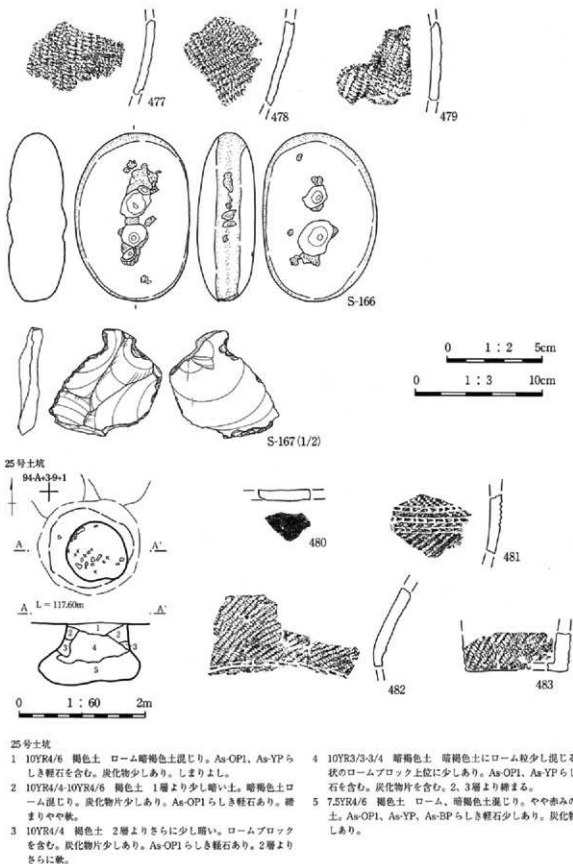 477
478
479
S-166
0 1：2 5cm
0 1：3 10cm
S-167 (1/2)
25号土坑
94-A+3-9+1
A A'
480
481
A L = 117.60m A'
1
2 2
3 4 3
5
482
483
0 1：60 2m
25号土坑
1 10YR4/6 褐色土 ローム暗褐色土混じり。As-OP1、As-YPら
しき軽石を含む。炭化物少しあり。しまりよし。
2 10YR4/4-10YR4/6 褐色土 1層より少し暗い土。暗褐色土ロ
ーム混じり。炭化物片少しあり。As-OP1らしき軽石あり。締
まりやや軟。
3 10YR4/4 褐色土 2層よりさらに少し暗い。ロームブロック
を含む。炭化物片少しあり。As-OP1らしき軽石あり。2層より
さらに軟。
4 10YR3/3-3/4 暗褐色土 暗褐色土にローム粒少し混じる
状のロームブロック上位に少しあり。As-OP1、As-YPらし
石を含む。炭化物片を含む。2、3層より締まる。
5 7.5YR4/6 褐色土 ローム、暗褐色土混じり。やや赤みの
土。As-OP1、As-YP、As-BPらしき軽石少しあり。炭化物
しあり。